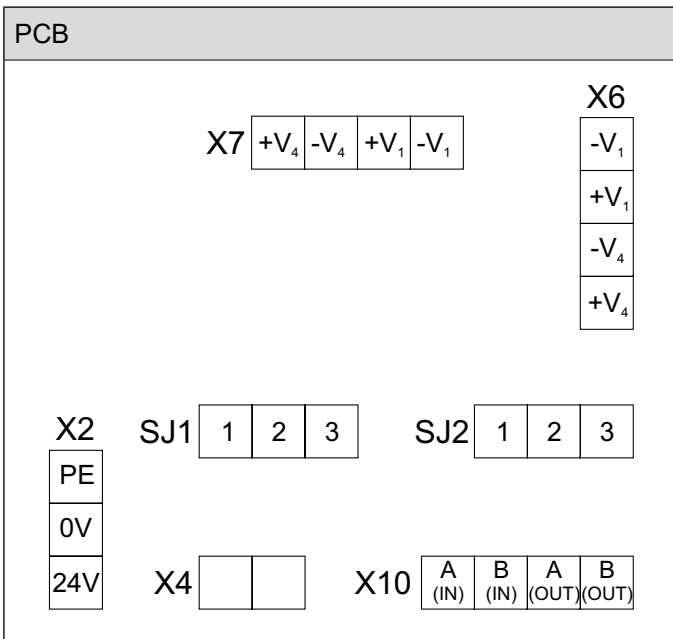 PCB
X6
X7 +V₄ -V₄ +V₁ -V₁
-V₁
+V₁
-V₄
+V₄
X2
PE
0V
24V
SJ1 1 2 3
SJ2 1 2 3
X4
X10 A (IN) B (IN) A (OUT) B (OUT)